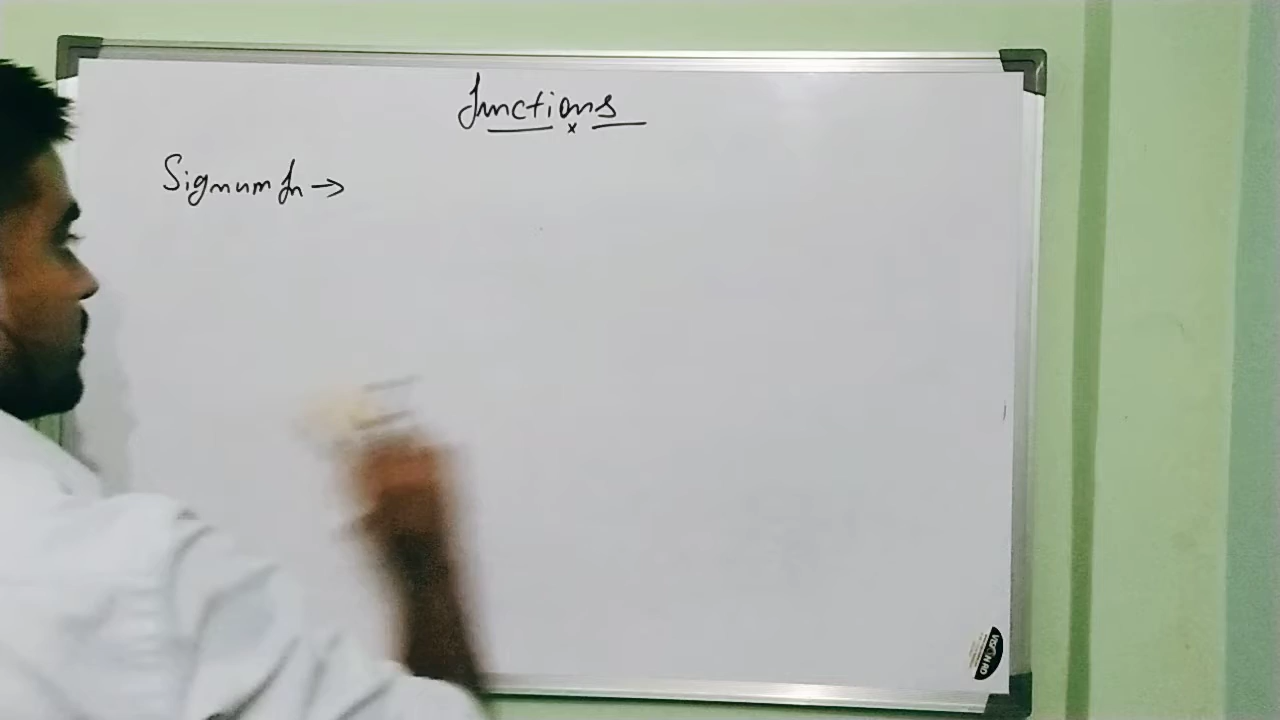 Functions
x
Signum fn →